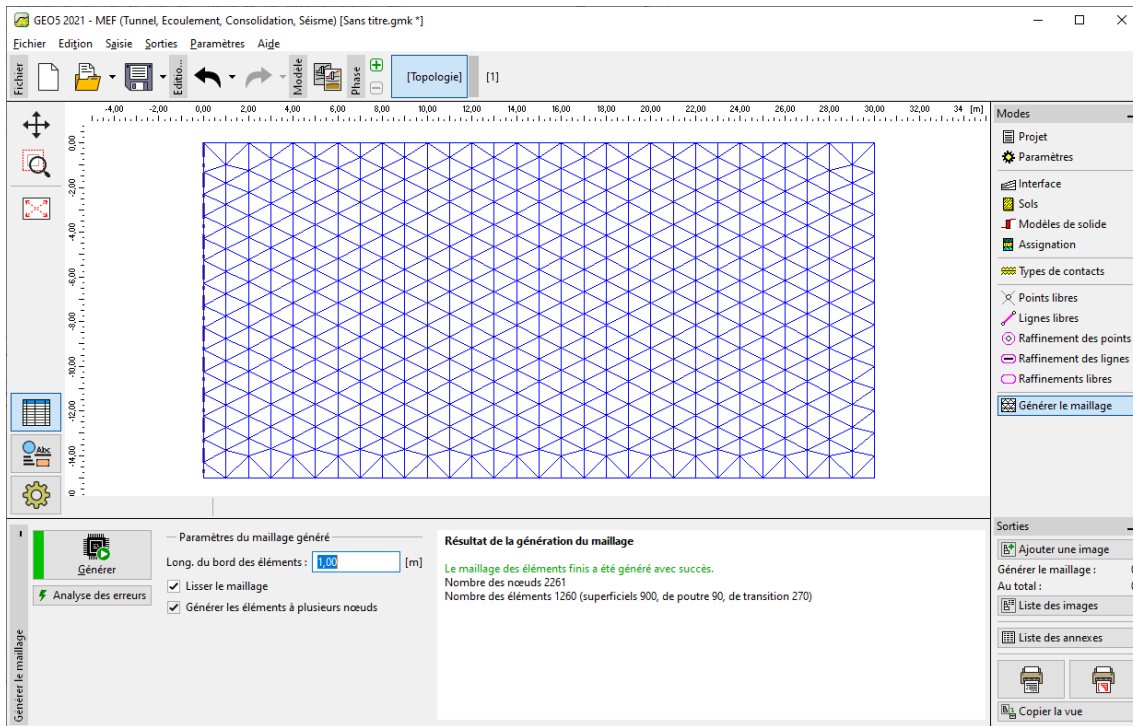 GEO5 2021 - MEF (Tunnel, Ecoulement, Consolidation, Séisme) [Sans titre.gmk *]
Fichier Edition Saisie Sorties Paramètres Aide
Fichier
Editio...
Modèle
Phase
[Topologie]
[1]
-4,00 -2,00 0,00 2,00 4,00 6,00 8,00 10,00 12,00 14,00 16,00 18,00 20,00 22,00 24,00 26,00 28,00 30,00 32,00 34 [m]
0,00
-2,00
-4,00
-6,00
-8,00
-10,00
-12,00
-14,00
Abc
Modes
Projet
Paramètres
Interface
Sols
Modèles de solide
Assignation
Types de contacts
Points libres
Lignes libres
Raffinement des points
Raffinement des lignes
Raffinements libres
Générer le maillage
Générer le maillage
Générer
Analyse des erreurs
Paramètres du maillage généré
Long. du bord des éléments : 1,00 [m]
Lisser le maillage
Générer les éléments à plusieurs nœuds
Résultat de la génération du maillage
Le maillage des éléments finis a été généré avec succès.
Nombre des nœuds 2261
Nombre des éléments 1260 (superficiels 900, de poutre 90, de transition 270)
Sorties
Ajouter une image
Générer le maillage :
Au total :
Liste des images
Liste des annexes
Copier la vue